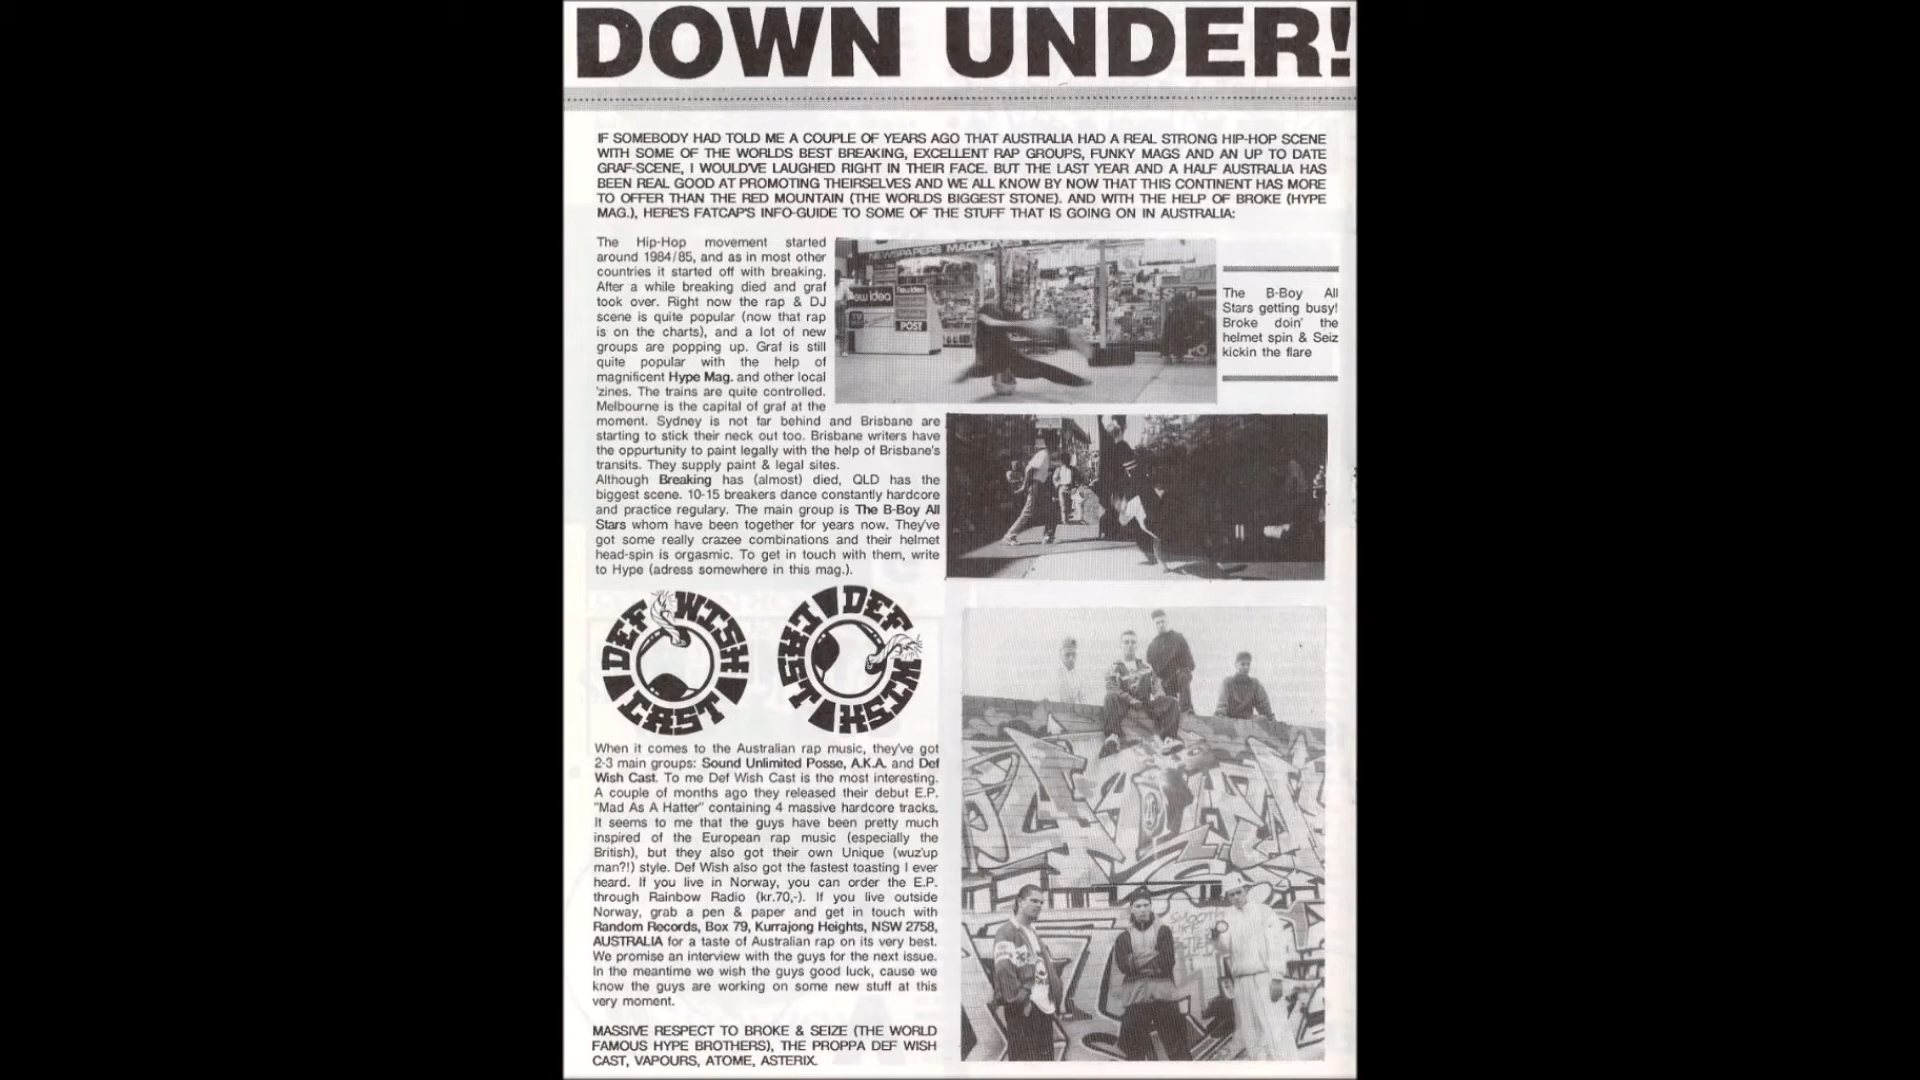 DOWN UNDER!
IF SOMEBODY HAD TOLD ME A COUPLE OF YEARS AGO THAT AUSTRALIA HAD A REAL STRONG HIP-HOP SCENE
WITH SOME OF THE WORLDS BEST BREAKING, EXCELLENT RAP GROUPS, FUNKY MAGS AND AN UP TO DATE
GRAF-SCENE, I WOULD'VE LAUGHED RIGHT IN THEIR FACE. BUT THE LAST YEAR AND A HALF AUSTRALIA HAS
BEEN REAL GOOD AT PROMOTING THEIRSELVES AND WE ALL KNOW BY NOW THAT THIS CONTINENT HAS MORE
TO OFFER THAN THE RED MOUNTAIN (THE WORLDS BIGGEST STONE). AND WITH THE HELP OF BROKE (HYPE
MAG.), HERE'S FATCAP'S INFO-GUIDE TO SOME OF THE STUFF THAT IS GOING ON IN AUSTRALIA:
The Hip-Hop movement started
around 1984/85, and as in most other
countries it started off with breaking.
After a while breaking died and graf
took over. Right now the rap & DJ
scene is quite popular (now that rap
is on the charts), and a lot of new
groups are popping up. Graf is still
quite popular with the help of
magnificent Hype Mag. and other local
'zines. The trains are quite controlled.
Melbourne is the capital of graf at the
moment. Sydney is not far behind and Brisbane are
starting to stick their neck out too. Brisbane writers have
the oppurtunity to paint legally with the help of Brisbane's
transits. They supply paint & legal sites.
Although Breaking has (almost) died, QLD has the
biggest scene. 10-15 breakers dance constantly hardcore
and practice regulary. The main group is The B-Boy All
Stars whom have been together for years now. They've
got some really crazee combinations and their helmet
head-spin is orgasmic. To get in touch with them, write
to Hype (adress somewhere in this mag.).
NEWSPAPERS MAGAZINES
New Idea
New Idea
POST
The B-Boy All
Stars getting busy!
Broke doin' the
helmet spin & Seiz
kickin the flare
DEF WISH CAST
DEF WISH CAST
When it comes to the Australian rap music, they've got
2-3 main groups: Sound Unlimited Posse, A.K.A. and Def
Wish Cast. To me Def Wish Cast is the most interesting.
A couple of months ago they released their debut E.P.
"Mad As A Hatter" containing 4 massive hardcore tracks.
It seems to me that the guys have been pretty much
inspired of the European rap music (especially the
British), but they also got their own Unique (wuz'up
man?!) style. Def Wish also got the fastest toasting I ever
heard. If you live in Norway, you can order the E.P.
through Rainbow Radio (kr.70,-). If you live outside
Norway, grab a pen & paper and get in touch with
Random Records, Box 79, Kurrajong Heights, NSW 2758,
AUSTRALIA for a taste of Australian rap on its very best.
We promise an interview with the guys for the next issue.
In the meantime we wish the guys good luck, cause we
know the guys are working on some new stuff at this
very moment.
MASSIVE RESPECT TO BROKE & SEIZE (THE WORLD
FAMOUS HYPE BROTHERS), THE PROPPA DEF WISH
CAST, VAPOURS, ATOME, ASTERIX.